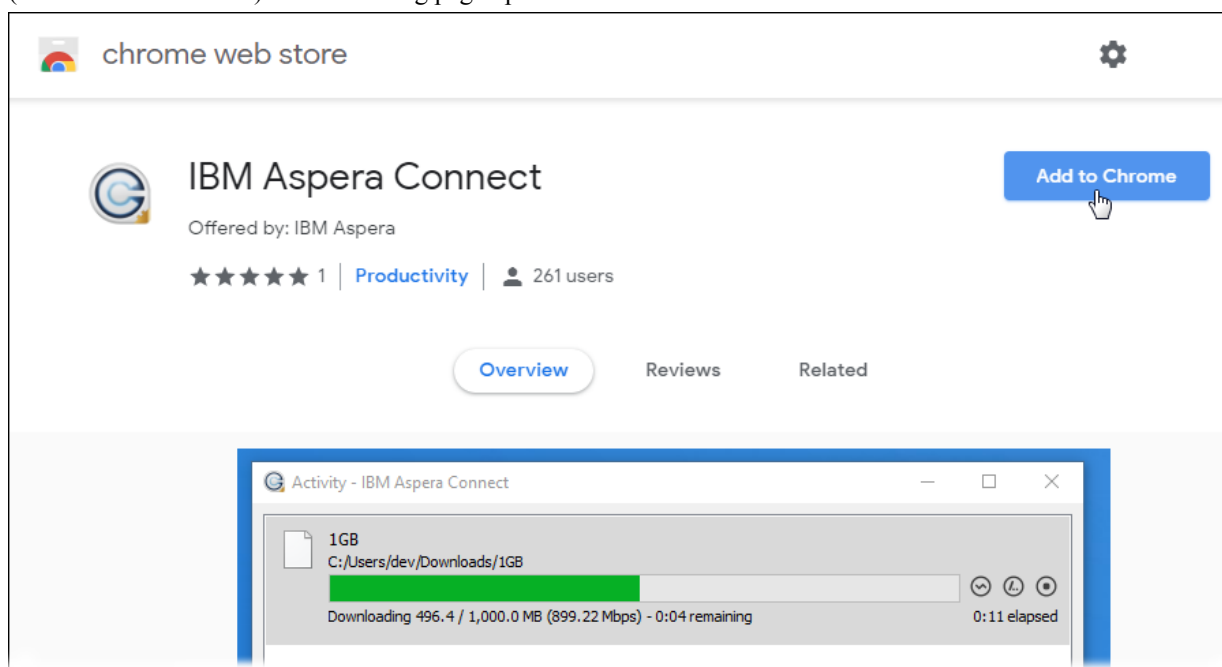 chrome web store
IBM Aspera Connect
Add to Chrome
Offered by: IBM Aspera
1 | Productivity | 261 users
Overview Reviews Related
Activity - IBM Aspera Connect
1GB
C:/Users/dev/Downloads/1GB
Downloading 496.4 / 1,000.0 MB (899.22 Mbps) - 0:04 remaining 0:11 elapsed